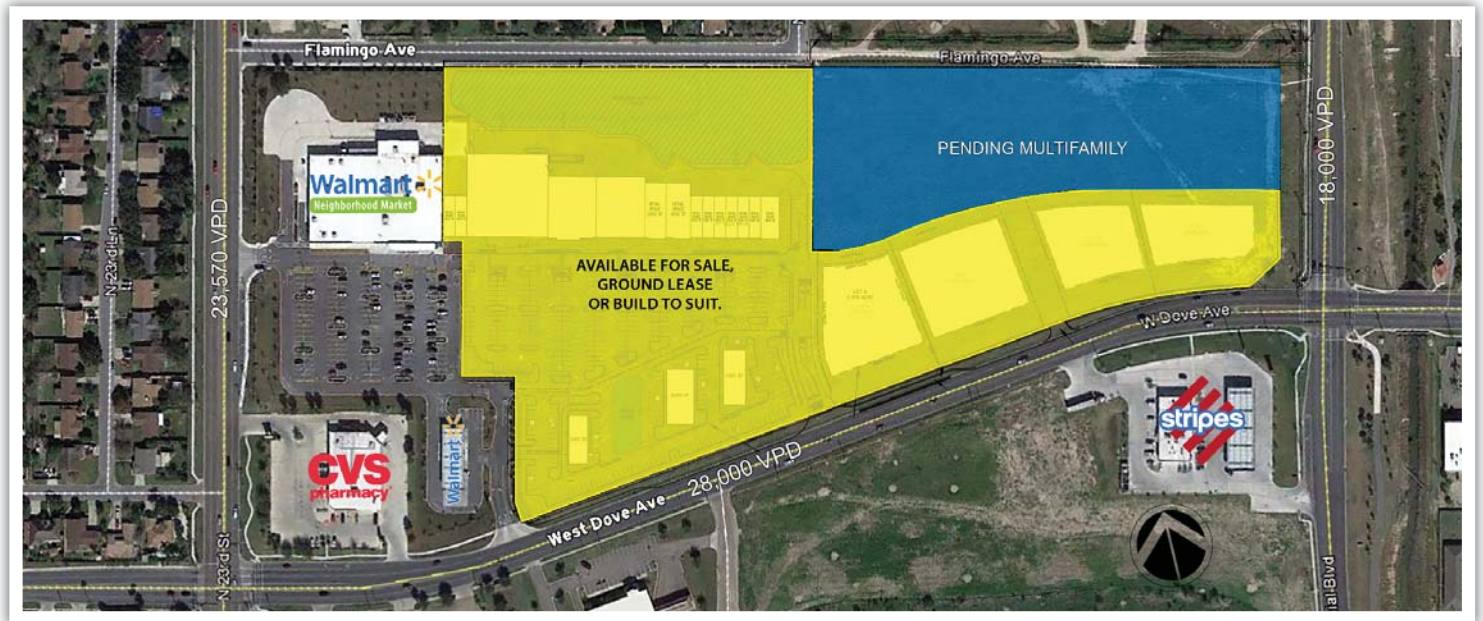 Flamingo Ave
Flamingo Ave
18,000 VPD
PENDING MULTIFAMILY
Walmart
Neighborhood Market
N 23rd Ln
23,570 VPD
AVAILABLE FOR SALE,
GROUND LEASE
OR BUILD TO SUIT.
W Dove Ave
stripes
CVS
pharmacy
Walmart
28,000 VPD
West Dove Ave
N 23rd St
al Blvd